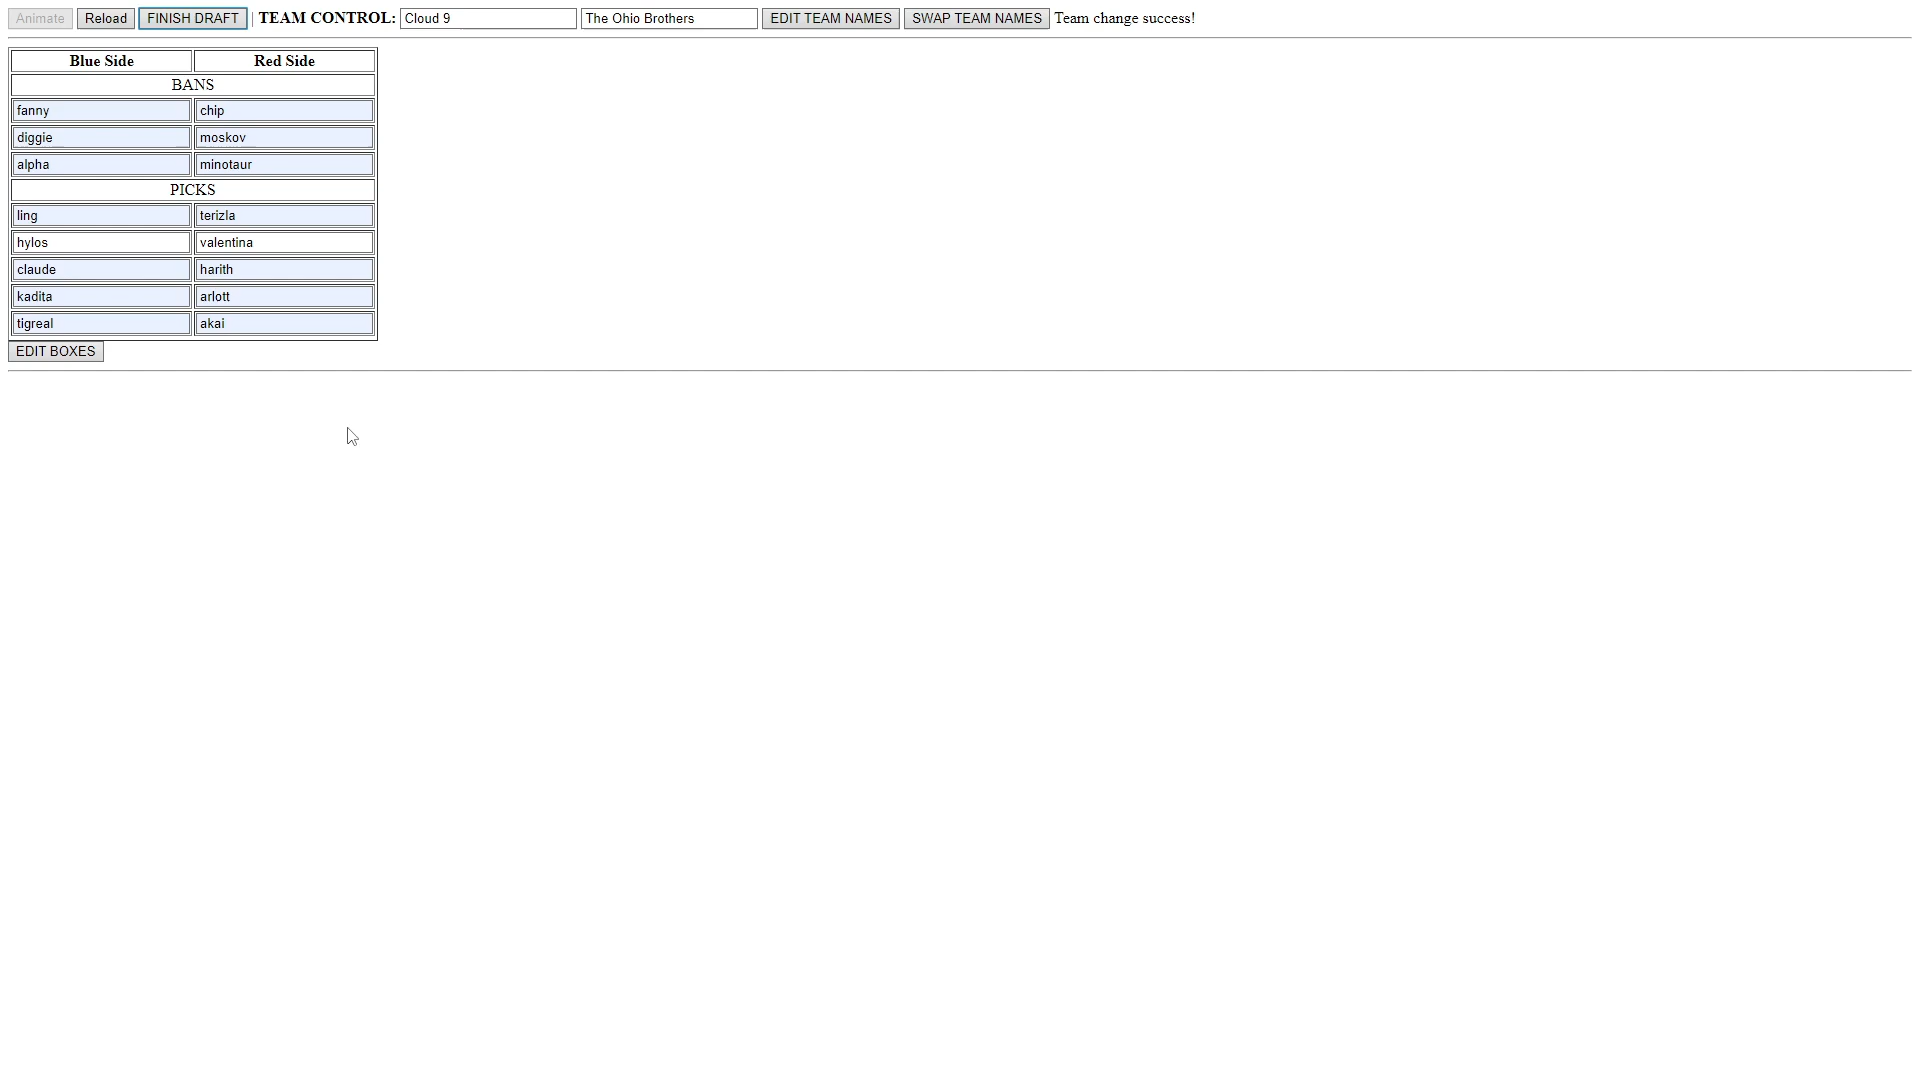 Animate Reload FINISH DRAFT | TEAM CONTROL: Cloud 9 The Ohio Brothers EDIT TEAM NAMES SWAP TEAM NAMES Team change success!
Blue Side Red Side
BANS
fanny chip
diggie moskov
alpha minotaur
PICKS
ling terizla
hylos valentina
claude harith
kadita arlott
tigreal akai
EDIT BOXES